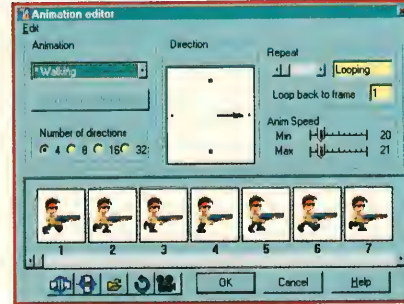 Animation editor
Edit
Animation
Direction
Repeat
Walking
Looping
Loop back to frame 1
Number of directions
4 8 16 32
Anim Speed
Min 20
Max 21
1 2 3 4 5 6 7
OK Cancel Help